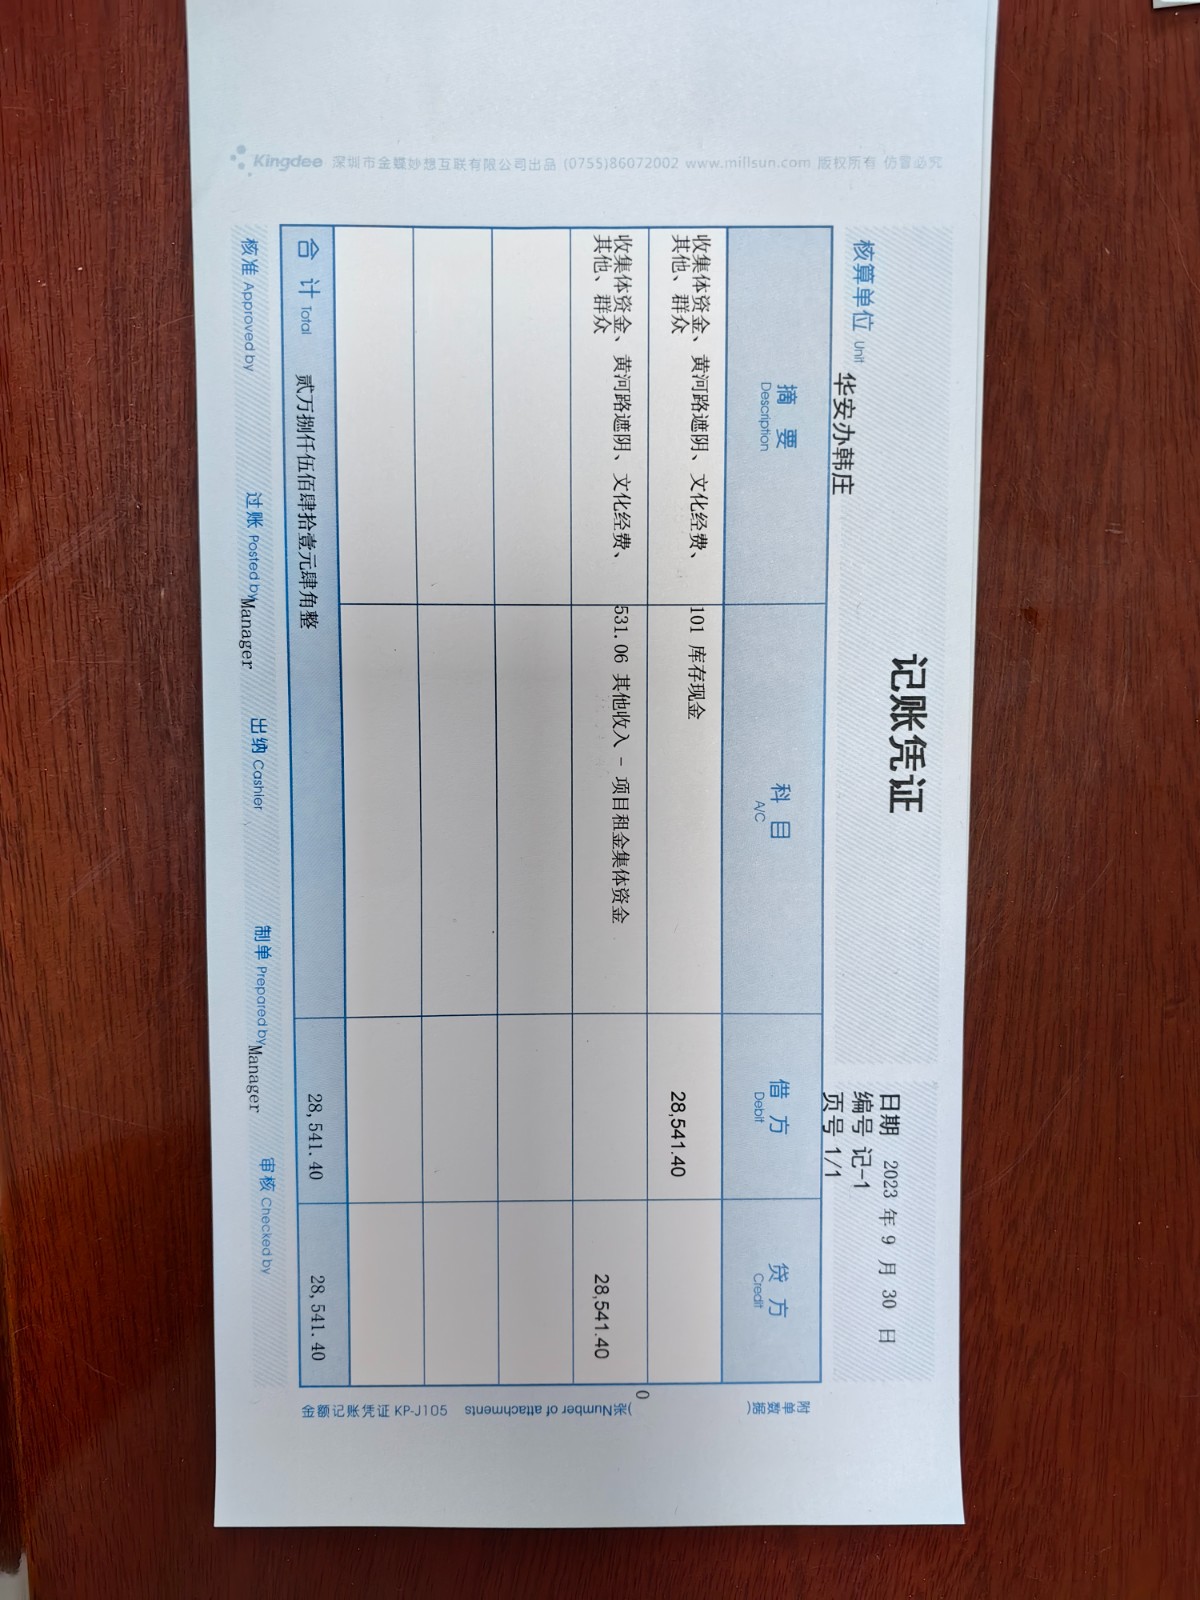 记账凭证
日期 2023 年 9 月 30 日
核算单位 Unit 华安办韩庄
编号 记-1
页号 1/1
摘 要 Description 科 目 A/C 借 方 Debit 贷 方 Credit
收集体资金、黄河路遮阴、文化经费、
其他、群众
101 库存现金 28,541.40
收集体资金、黄河路遮阴、文化经费、
其他、群众
531.06 其他收入 - 项目租金集体资金 28,541.40
合 计 Total 贰万捌仟伍佰肆拾壹元肆角整 28,541.40 28,541.40
核准 Approved by 过账 Posted by Manager 出纳 Cashier 制单 Prepared by Manager 审核 Checked by
附单
数据
(
0
)张 Number of attachments
金额记账凭证 KP-J105
Kingdee 深圳市金蝶妙想互联有限公司出品 (0755)86072002 www.millsun.com 版权所有 仿冒必究